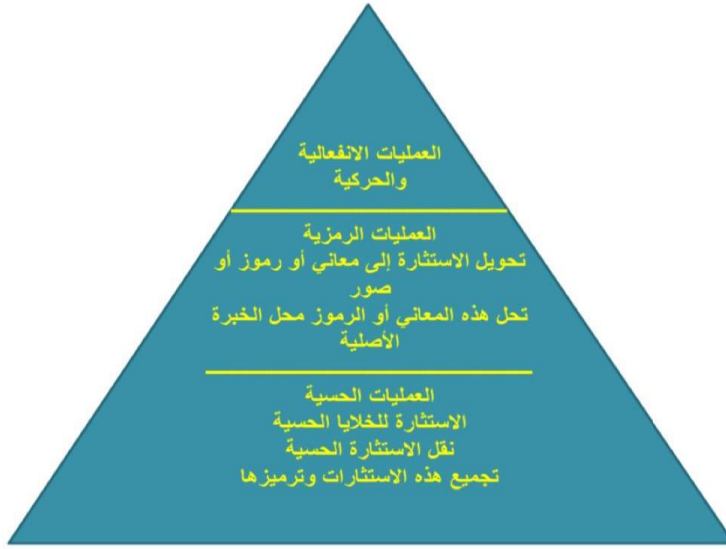 العمليات الانفعالية
والحركية
العمليات الرمزية
تحويل الاستثارة إلى معاني أو رموز أو
صور
تحل هذه المعاني أو الرموز محل الخبرة
الأصلية
العمليات الحسية
الاستثارة للخلايا الحسية
نقل الاستثارة الحسية
تجميع هذه الاستثارات وترميزها